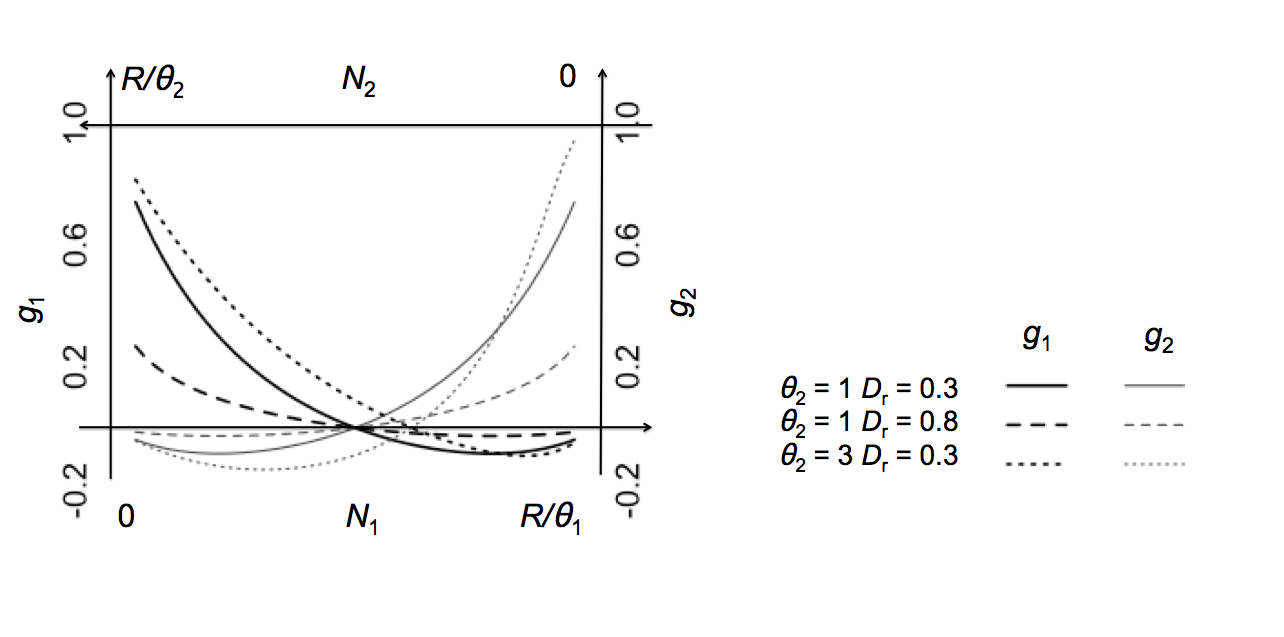 R/θ2 N2 0
1.0 1.0
0.6 0.6
g1 g2
0.2 0.2
-0.2 -0.2
0 N1 R/θ1
g1 g2
θ2 = 1 Dr = 0.3
θ2 = 1 Dr = 0.8
θ2 = 3 Dr = 0.3